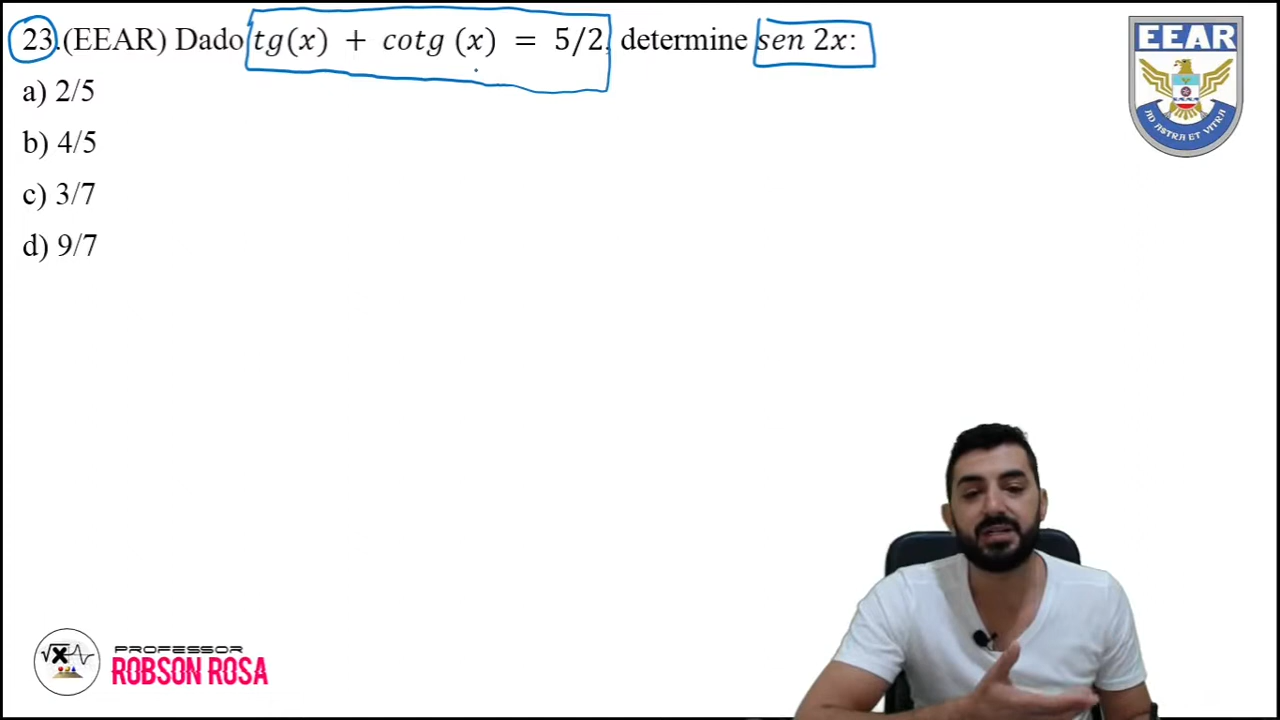 23.(EEAR) Dado tg(x) + cotg (x) = 5/2, determine sen 2x:
a) 2/5
b) 4/5
c) 3/7
d) 9/7
EEAR
AD ASTRA ET VLTRA
√x
PROFESSOR
ROBSON ROSA